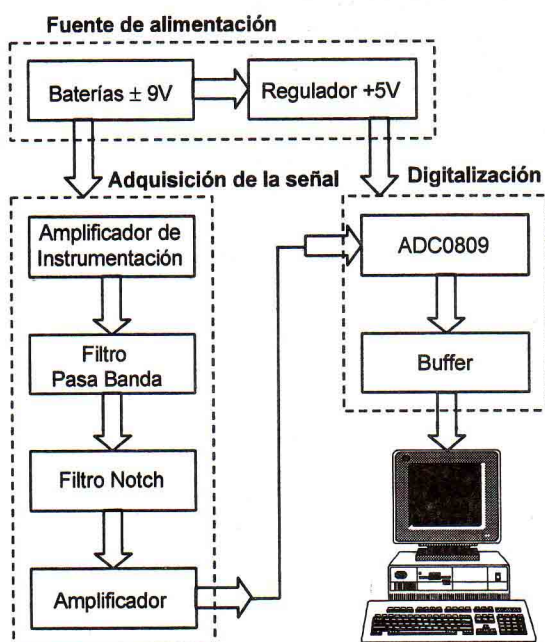 Fuente de alimentación
Baterías ± 9V
Regulador +5V
Adquisición de la señal
Digitalización
Amplificador de
Instrumentación
ADC0809
Filtro
Pasa Banda
Buffer
Filtro Notch
Amplificador